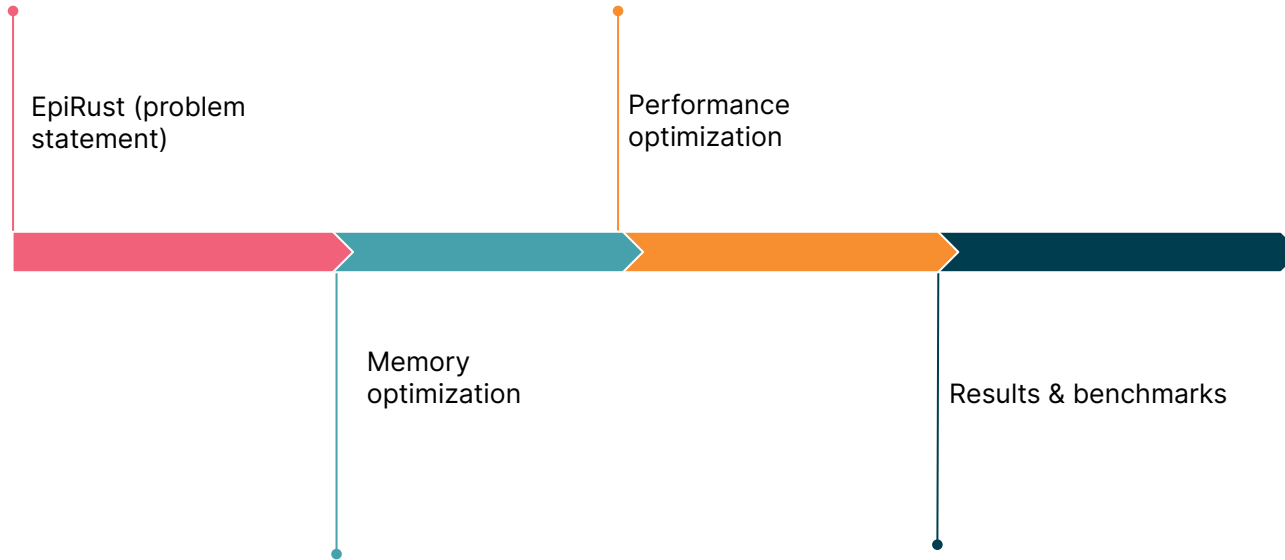 EpiRust (problem
statement)
Memory
optimization
Performance
optimization
Results & benchmarks